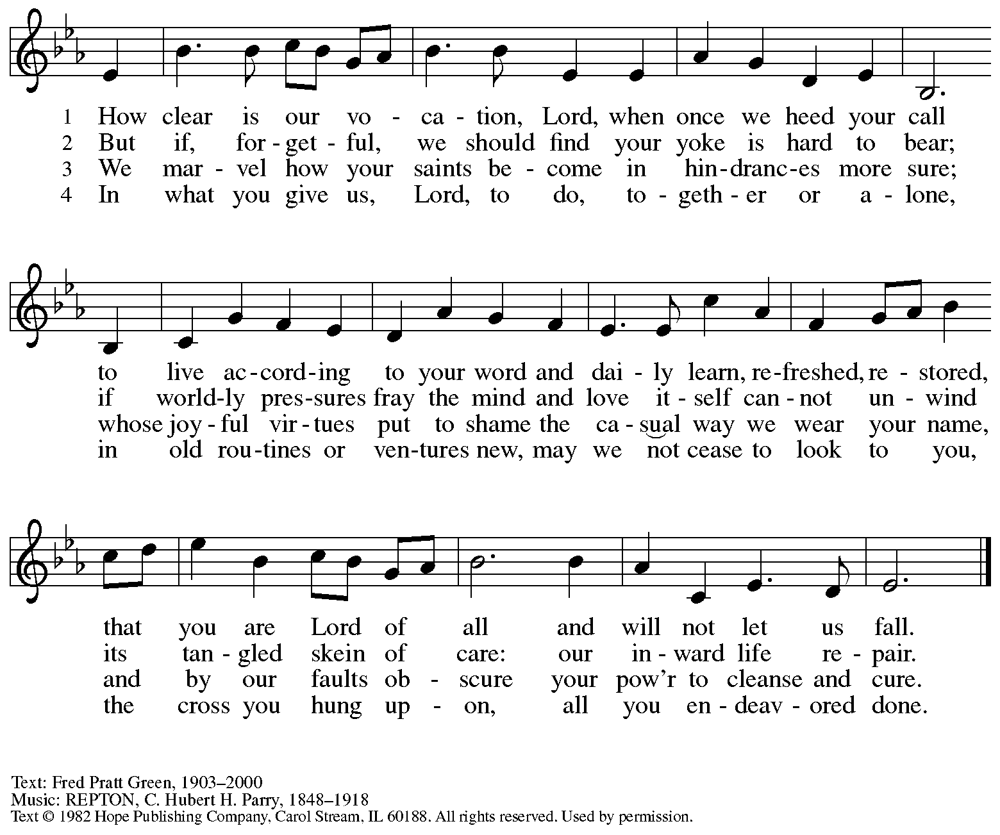 1 How clear is our vo - ca - tion, Lord, when once we heed your call
2 But if, for - get - ful, we should find your yoke is hard to bear;
3 We mar - vel how your saints be - come in hin - dranc - es more sure;
4 In what you give us, Lord, to do, to - geth - er or a - lone,
to live ac - cord - ing to your word and dai - ly learn, re - freshed, re - stored,
if world - ly pres - sures fray the mind and love it - self can - not un - wind
whose joy - ful vir - tues put to shame the ca - sual way we wear your name,
in old rou - tines or ven - tures new, may we not cease to look to you,
that you are Lord of all and will not let us fall.
its tan - gled skein of care: our in - ward life re - pair.
and by our faults ob - scure your pow'r to cleanse and cure.
the cross you hung up - on, all you en - deav - ored done.
Text: Fred Pratt Green, 1903–2000
Music: REPTON, C. Hubert H. Parry, 1848–1918
Text © 1982 Hope Publishing Company, Carol Stream, IL 60188. All rights reserved. Used by permission.